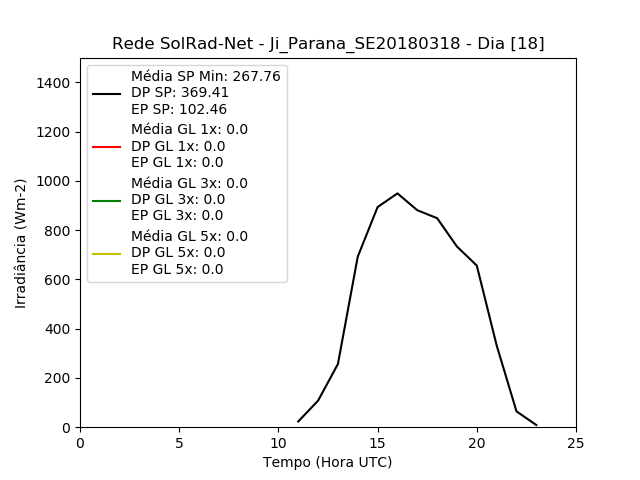 Rede SolRad-Net - Ji_Parana_SE20180318 - Dia [18]
Média SP Min: 267.76
DP SP: 369.41
EP SP: 102.46
Média GL 1x: 0.0
DP GL 1x: 0.0
EP GL 1x: 0.0
Média GL 3x: 0.0
DP GL 3x: 0.0
EP GL 3x: 0.0
Média GL 5x: 0.0
DP GL 5x: 0.0
EP GL 5x: 0.0
Irradiância (Wm-2)
1400
1200
1000
800
600
400
200
0
0 5 10 15 20 25
Tempo (Hora UTC)